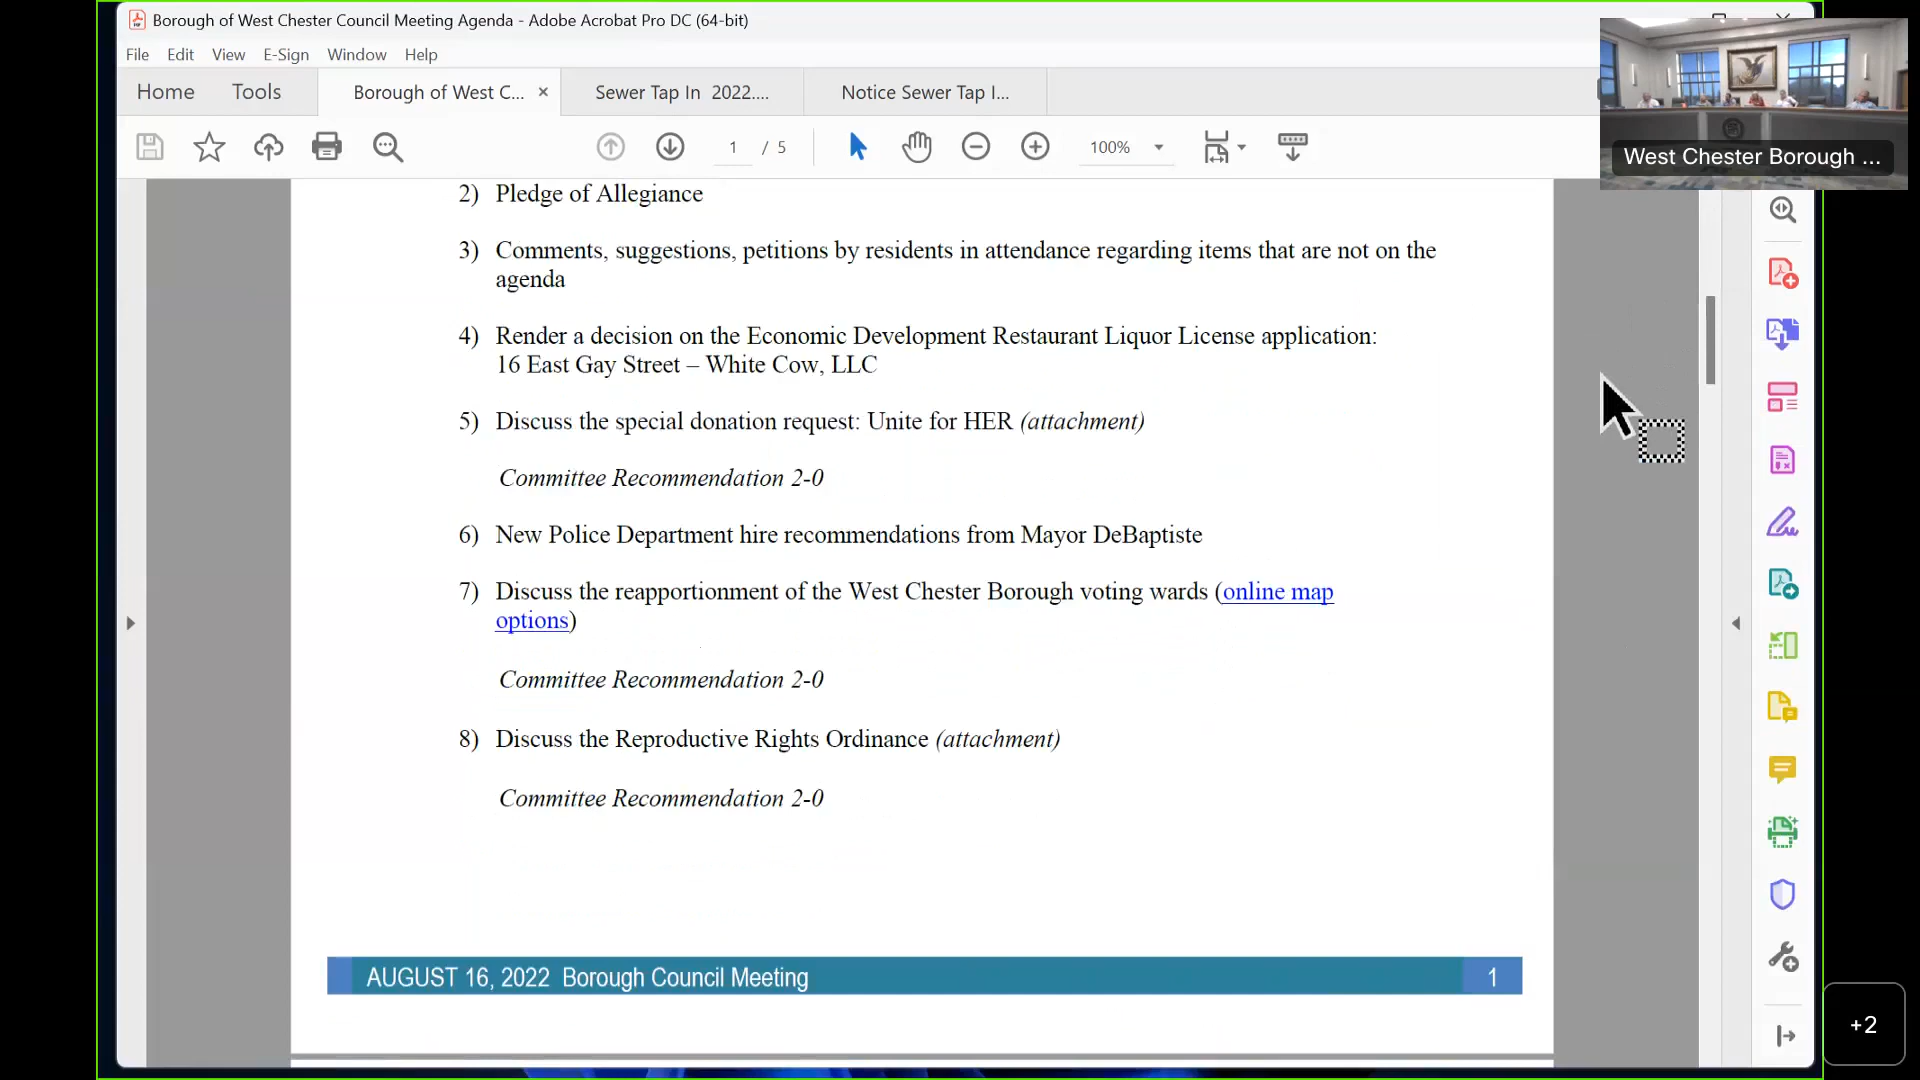 Borough of West Chester Council Meeting Agenda - Adobe Acrobat Pro DC (64-bit)
File Edit View E-Sign Window Help
Home Tools Borough of West C... × Sewer Tap In 2022.... Notice Sewer Tap I...
1 / 5 100%
West Chester Borough ...
2) Pledge of Allegiance
3) Comments, suggestions, petitions by residents in attendance regarding items that are not on the
agenda
4) Render a decision on the Economic Development Restaurant Liquor License application:
16 East Gay Street – White Cow, LLC
5) Discuss the special donation request: Unite for HER (attachment)
Committee Recommendation 2-0
6) New Police Department hire recommendations from Mayor DeBaptiste
7) Discuss the reapportionment of the West Chester Borough voting wards (online map
options)
Committee Recommendation 2-0
8) Discuss the Reproductive Rights Ordinance (attachment)
Committee Recommendation 2-0
AUGUST 16, 2022 Borough Council Meeting 1
+2